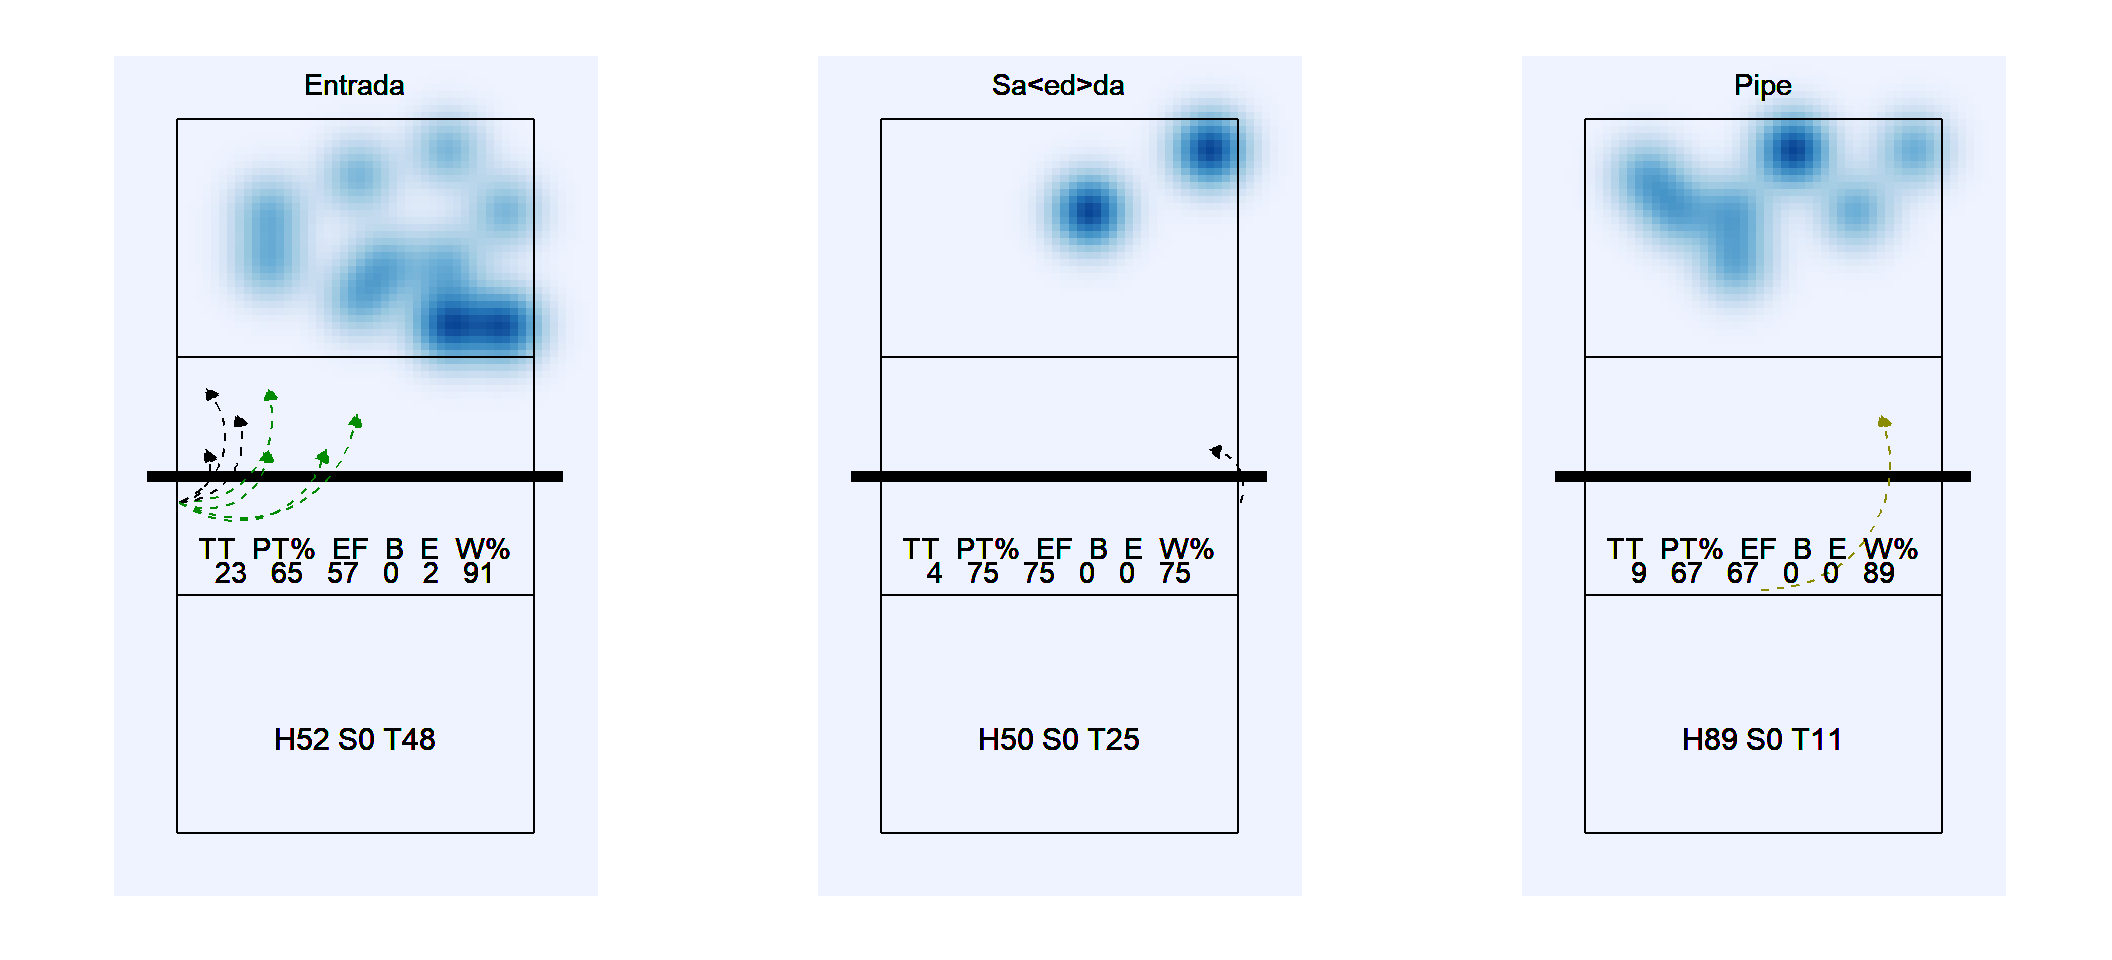 Entrada
TT PT% EF B E W%
23 65 57 0 2 91
H52 S0 T48
Sa<ed>da
TT PT% EF B E W%
4 75 75 0 0 75
H50 S0 T25
Pipe
TT PT% EF B E W%
9 67 67 0 0 89
H89 S0 T11